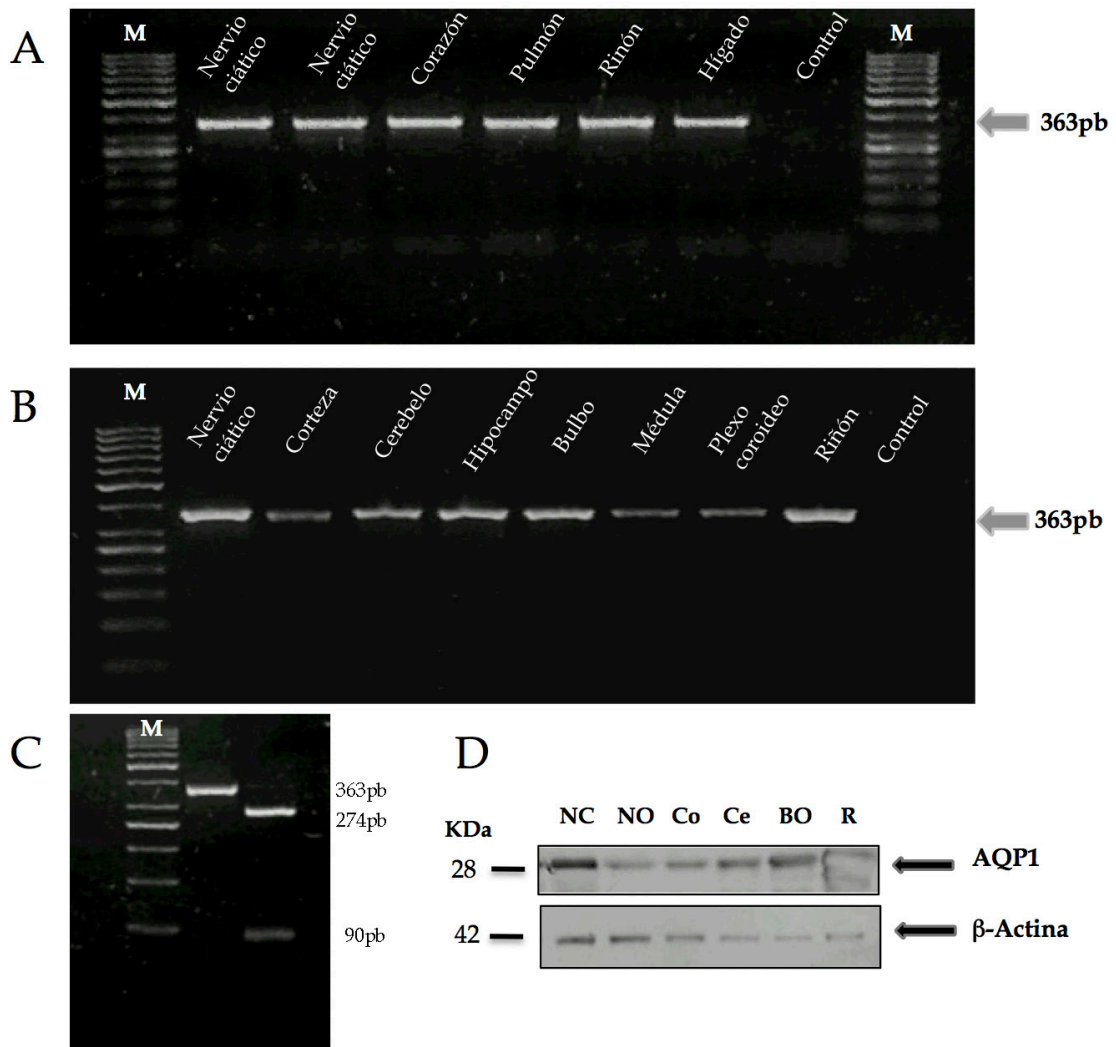 A
M
Nervio
ciático
Nervio
ciático
Corazón
Pulmón
Rinón
Hígado
Control
M
363pb
B
M
Nervio
ciático
Corteza
Cerebelo
Hipocampo
Bulbo
Médula
Plexo
coroideo
Riñón
Control
363pb
C
M
363pb
274pb
90pb
D
KDa
NC NO Co Ce BO R
28
AQP1
42
β-Actina